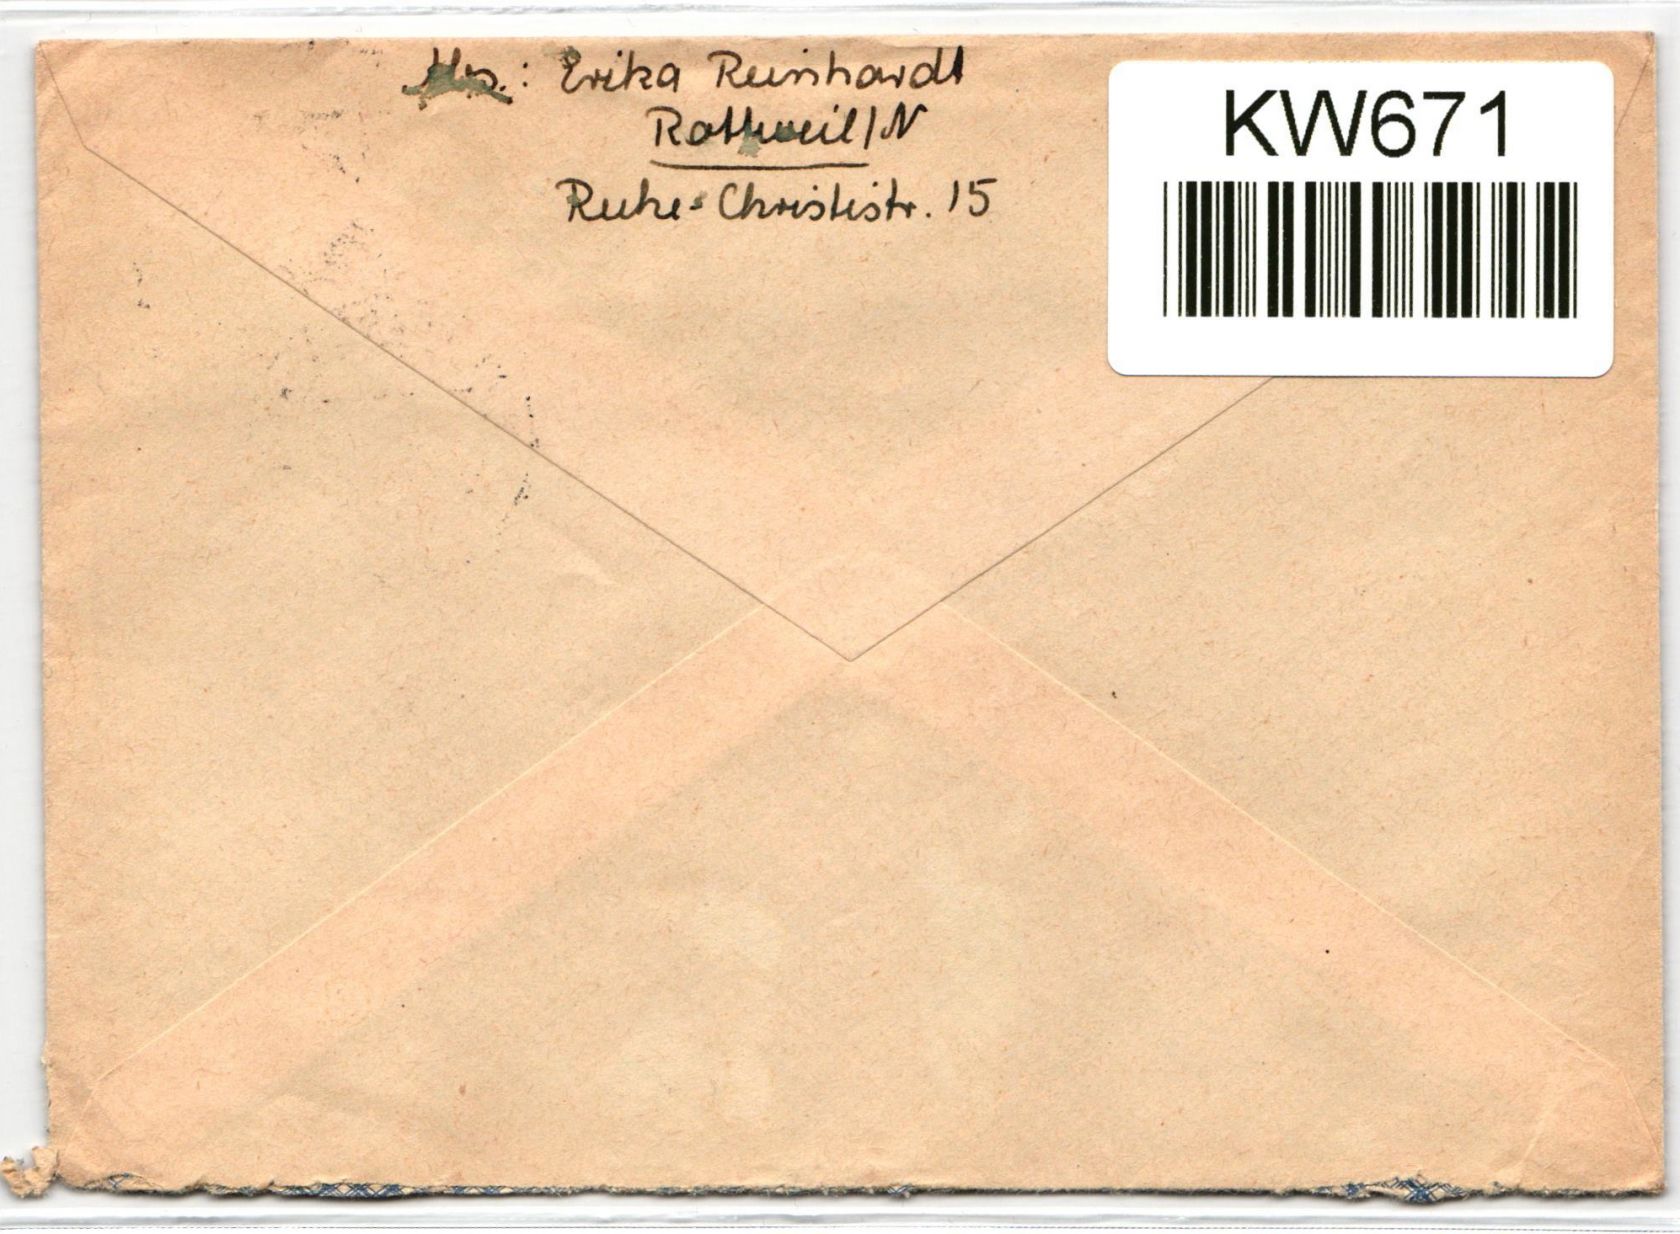 Abs.: Erika Reinhardt
Rottweil/N
Ruhe-Christistr. 15
KW671